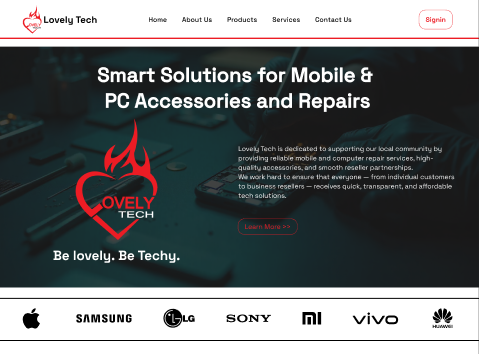 Lovely Tech
Home About Us Products Services Contact Us
Signin
Smart Solutions for Mobile &
PC Accessories and Repairs
LOVELY
TECH
Be lovely. Be Techy.
Lovely Tech is dedicated to supporting our local community by
providing reliable mobile and computer repair services, high-
quality accessories, and smooth reseller partnerships.
We work hard to ensure that everyone — from individual customers
to business resellers — receives quick, transparent, and affordable
tech solutions.
Learn More >>
SAMSUNG LG SONY MI vivo HUAWEI